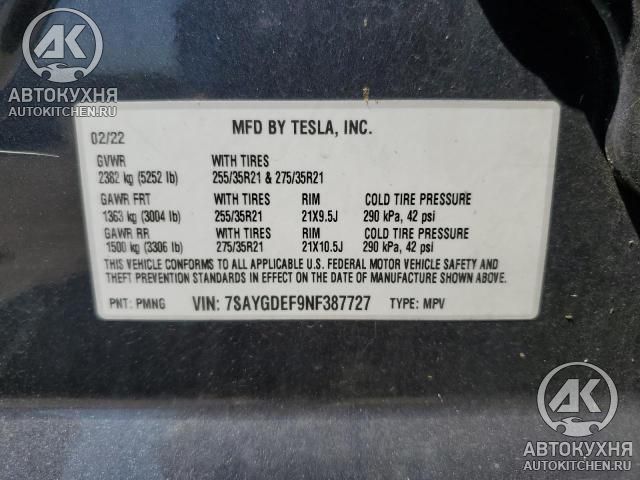 AK
АВТОКУХНЯ
AUTOKITCHEN.RU
MFD BY TESLA, INC.
02/22
GVWR WITH TIRES
2382 kg (5252 lb) 255/35R21 & 275/35R21
GAWR FRT WITH TIRES RIM COLD TIRE PRESSURE
1363 kg (3004 lb) 255/35R21 21X9.5J 290 kPa, 42 psi
GAWR RR WITH TIRES RIM COLD TIRE PRESSURE
1500 kg (3306 lb) 275/35R21 21X10.5J 290 kPa, 42 psi
THIS VEHICLE CONFORMS TO ALL APPLICABLE U.S. FEDERAL MOTOR VEHICLE SAFETY AND
THEFT PREVENTION STANDARDS IN EFFECT ON THE DATE OF MANUFACTURE SHOWN ABOVE.
PNT: PMNG VIN: 7SAYGDEF9NF387727 TYPE: MPV
AK
АВТОКУХНЯ
AUTOKITCHEN.RU